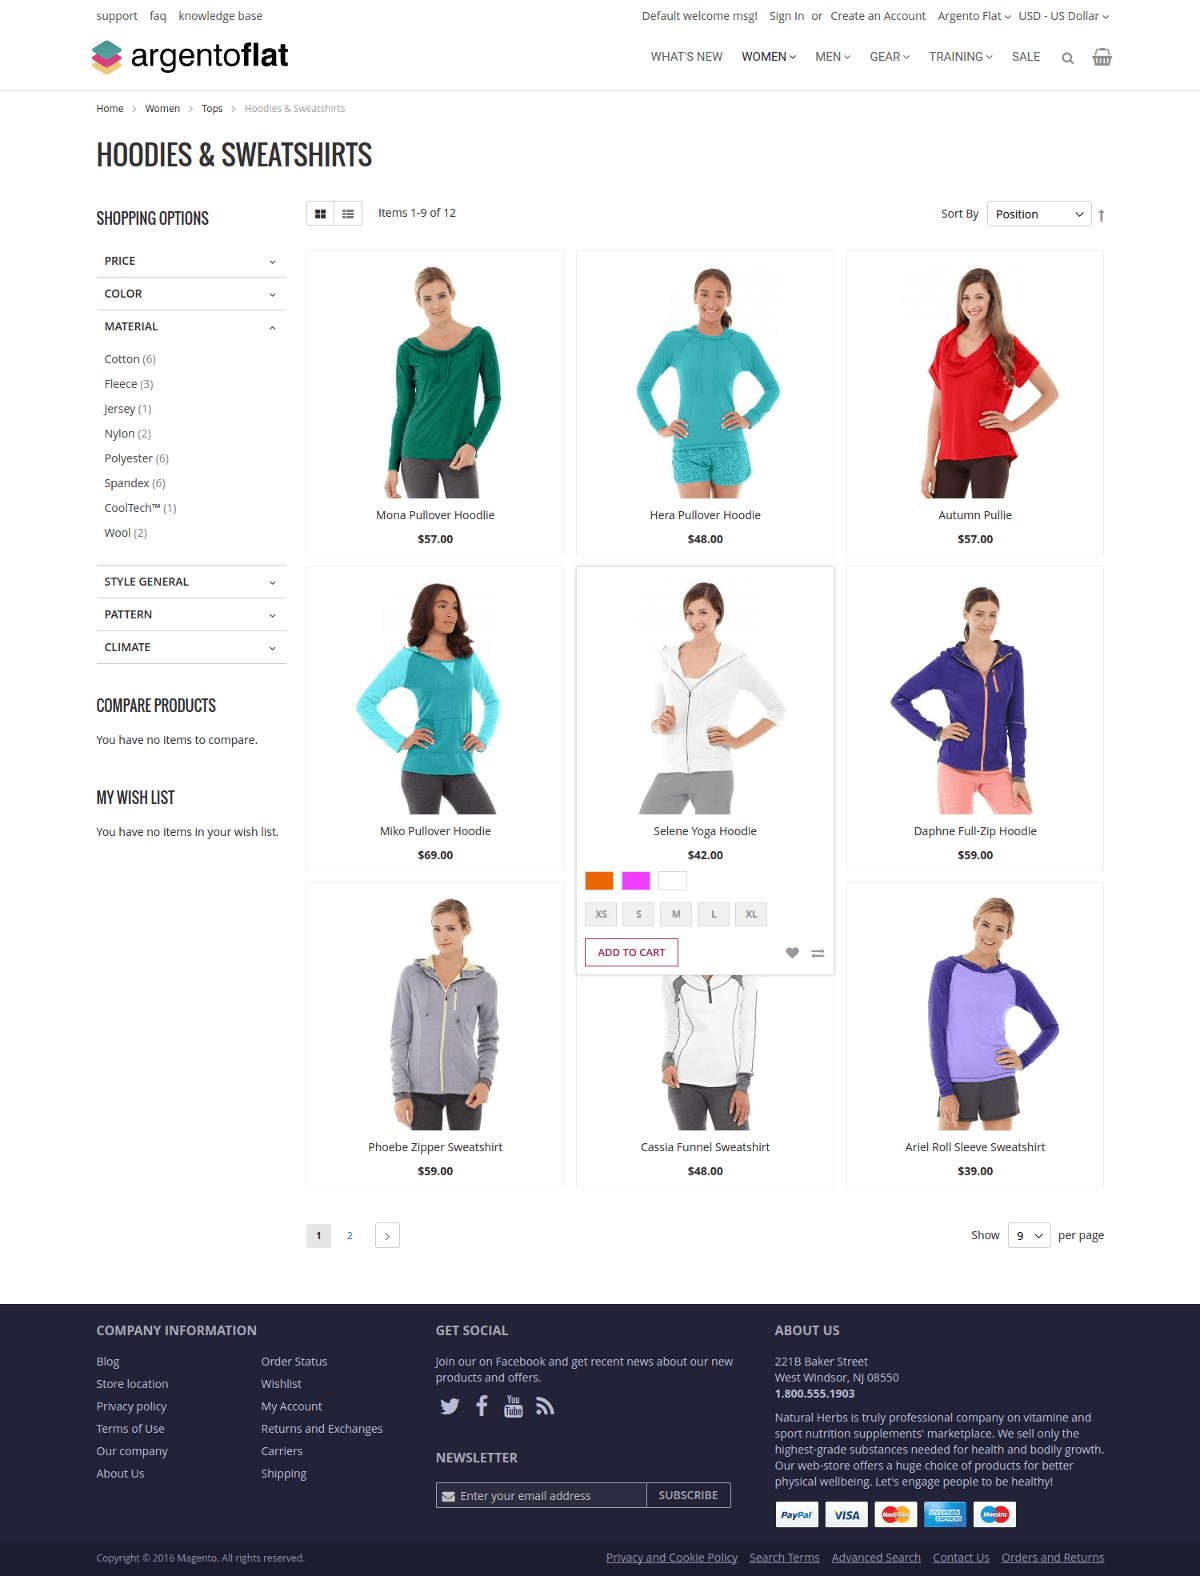 support faq knowledge base
Default welcome msg! Sign In or Create an Account Argento Flat USD - US Dollar
argentoflat
WHAT'S NEW WOMEN MEN GEAR TRAINING SALE
Home > Women > Tops > Hoodies & Sweatshirts
HOODIES & SWEATSHIRTS
SHOPPING OPTIONS
PRICE
COLOR
MATERIAL
Cotton (6)
Fleece (3)
Jersey (1)
Nylon (2)
Polyester (6)
Spandex (6)
CoolTech™ (1)
Wool (2)
STYLE GENERAL
PATTERN
CLIMATE
COMPARE PRODUCTS
You have no items to compare.
MY WISH LIST
You have no items in your wish list.
Items 1-9 of 12
Sort By Position
Mona Pullover Hoodlie
$57.00
Hera Pullover Hoodie
$48.00
Autumn Pullie
$57.00
Miko Pullover Hoodie
$69.00
Selene Yoga Hoodie
$42.00
XS S M L XL
ADD TO CART
Daphne Full-Zip Hoodie
$59.00
Phoebe Zipper Sweatshirt
$59.00
Cassia Funnel Sweatshirt
$48.00
Ariel Roll Sleeve Sweatshirt
$39.00
1 2 >
Show 9 per page
COMPANY INFORMATION
Blog
Store location
Privacy policy
Terms of Use
Our company
About Us
Order Status
Wishlist
My Account
Returns and Exchanges
Carriers
Shipping
GET SOCIAL
Join our on Facebook and get recent news about our new
products and offers.
You
Tube
NEWSLETTER
Enter your email address SUBSCRIBE
ABOUT US
221B Baker Street
West Windsor, NJ 08550
1.800.555.1903
Natural Herbs is truly professional company on vitamine and
sport nutrition supplements' marketplace. We sell only the
highest-grade substances needed for health and bodily growth.
Our web-store offers a huge choice of products for better
physical wellbeing. Let's engage people to be healthy!
PayPal VISA MasterCard AMERICAN EXPRESS Maestro
Copyright © 2016 Magento. All rights reserved.
Privacy and Cookie Policy Search Terms Advanced Search Contact Us Orders and Returns